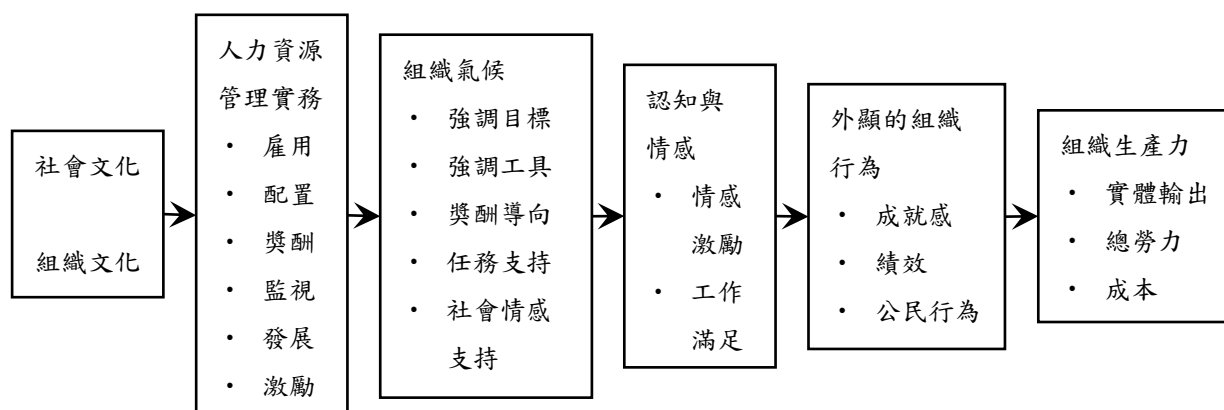 社會文化
組織文化
人力資源
管理實務
· 雇用
· 配置
· 獎酬
· 監視
· 發展
· 激勵
組織氣候
· 強調目標
· 強調工具
· 獎酬導向
· 任務支持
· 社會情感
支持
認知與
情感
· 情感
激勵
· 工作
滿足
外顯的組織
行為
· 成就感
· 績效
· 公民行為
組織生產力
· 實體輸出
· 總勞力
· 成本